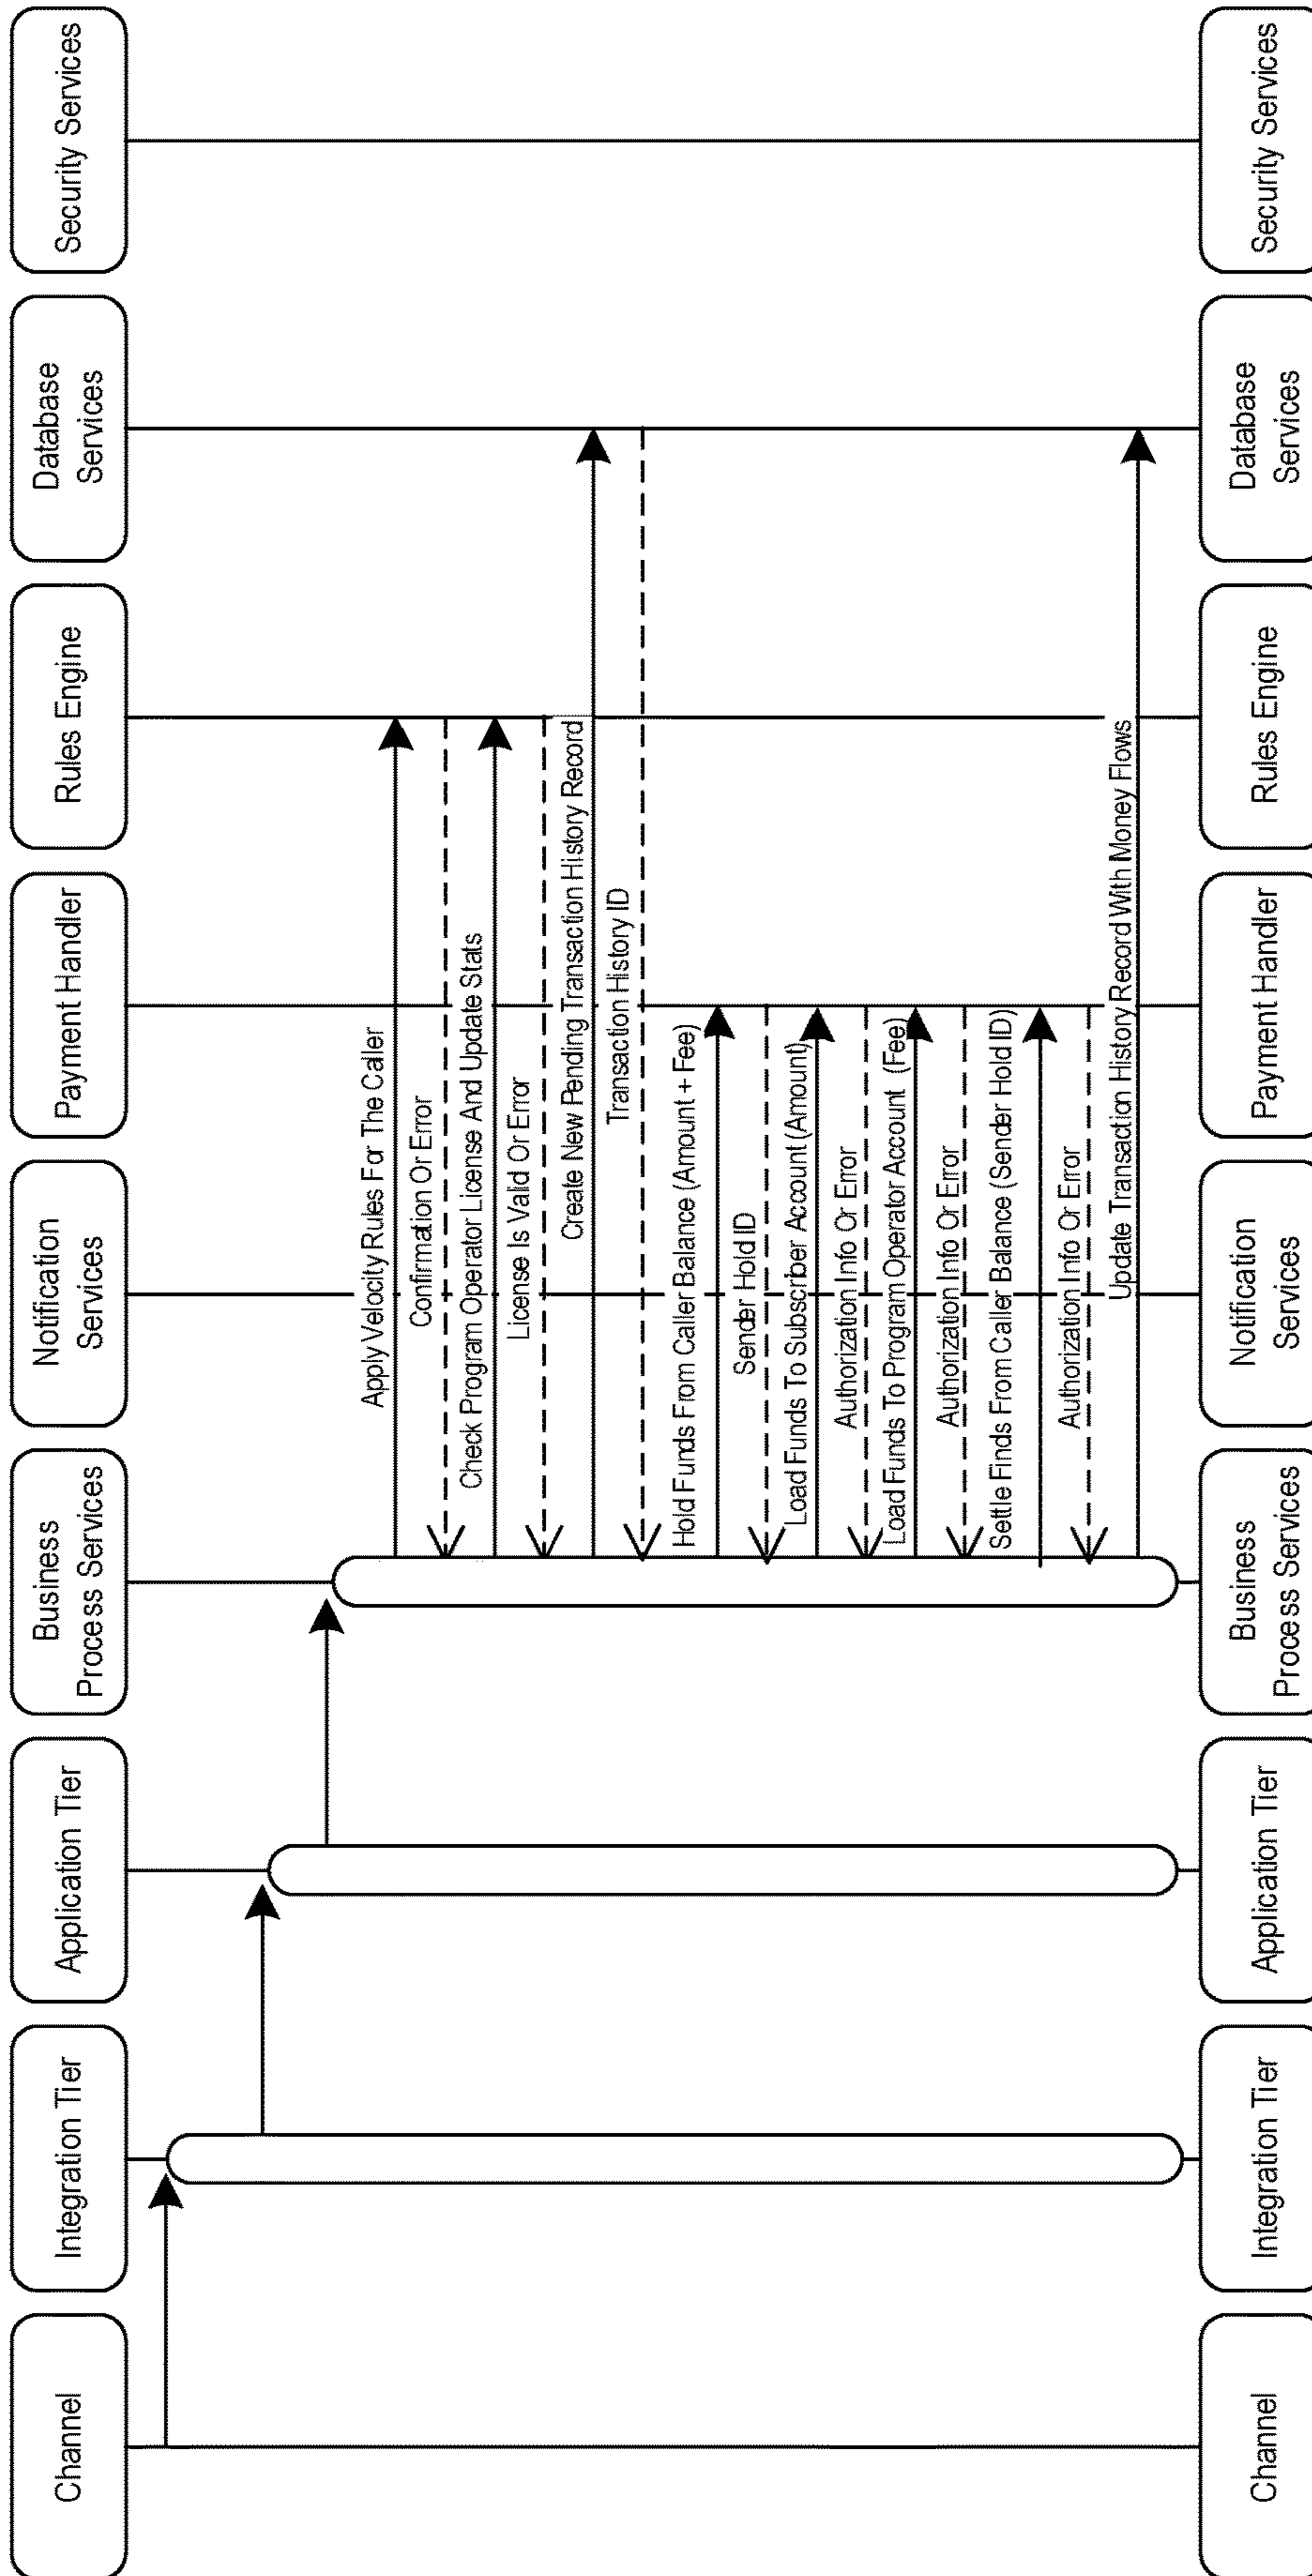 Channel
Integration Tier
Application Tier
Business
Process Services
Notification
Services
Payment Handler
Rules Engine
Database
Services
Security Services
Apply Velocity Rules For The Caller
Confirmation Or Error
Check Program Operator License And Update Stats
License Is Valid Or Error
Create New Pending Transaction History Record
Transaction History ID
Hold Funds From Caller Balance (Amount + Fee)
Sender Hold ID
Load Funds To Subscriber Account (Amount)
Authorization Info Or Error
Load Funds To Program Operator Account (Fee)
Authorization Info Or Error
Settle Finds From Caller Balance (Sender Hold ID)
Authorization Info Or Error
Update Transaction History Record With Money Flows
Channel
Integration Tier
Application Tier
Business
Process Services
Notification
Services
Payment Handler
Rules Engine
Database
Services
Security Services